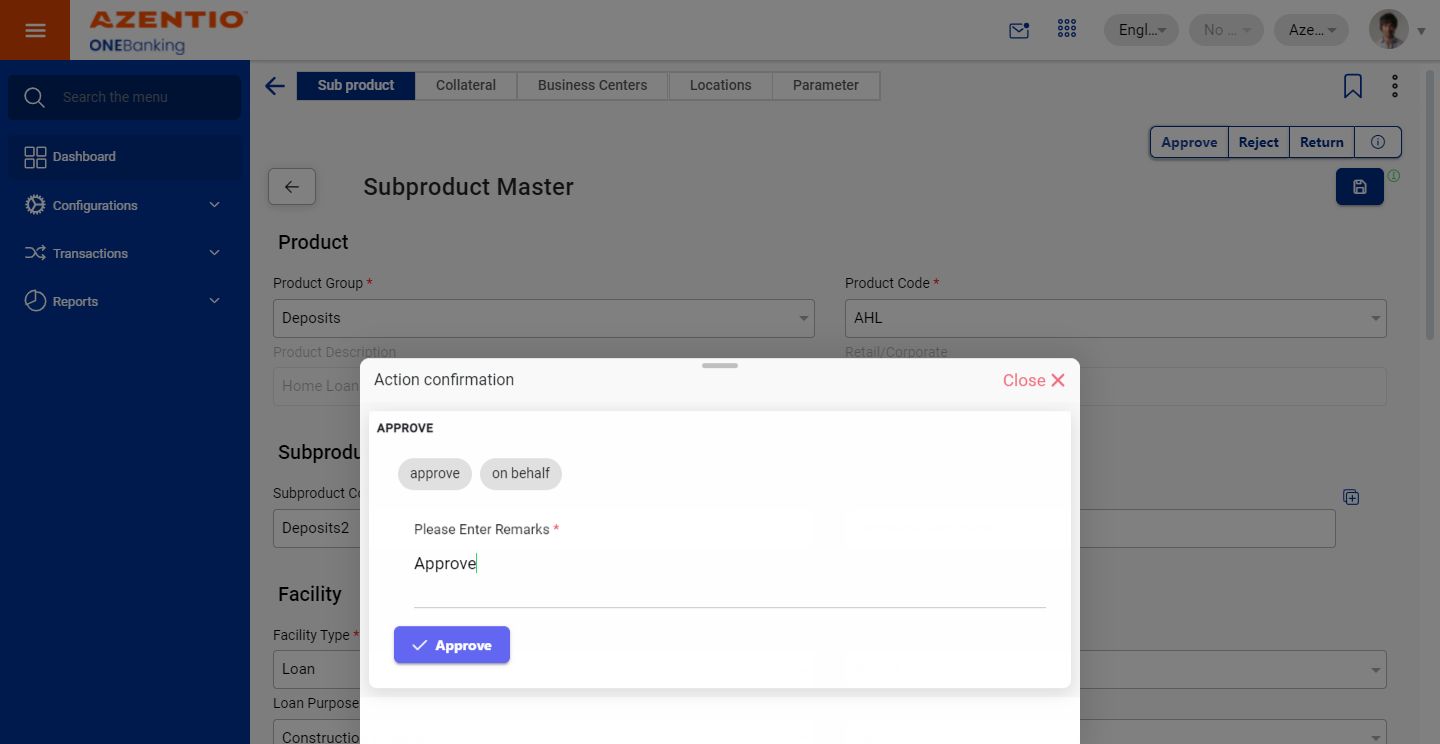 AZENTIO
ONEBanking
Engl...
No ...
Aze...
Search the menu
Dashboard
Configurations
Transactions
Reports
Sub product
Collateral
Business Centers
Locations
Parameter
Approve
Reject
Return
Subproduct Master
Product
Product Group *
Product Code *
Deposits
AHL
Product Description
Retail/Corporate
Home Loan
Action confirmation
Close
APPROVE
approve
on behalf
Please Enter Remarks *
Approve
Approve
Subprodu
Subproduct Co
Deposits2
Facility
Facility Type *
Loan
Loan Purpose
Constructio